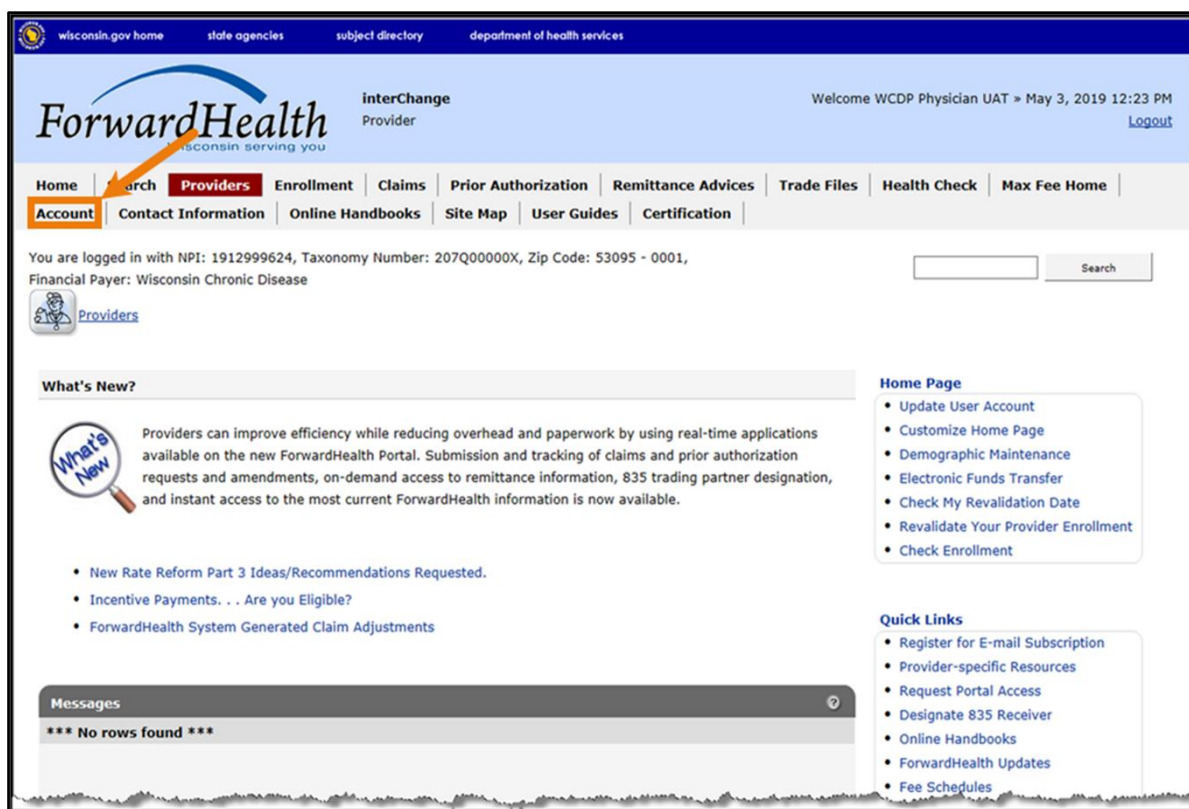 wisconsin.gov home state agencies subject directory department of health services
ForwardHealth
Wisconsin serving you
interChange
Provider
Welcome WCDP Physician UAT » May 3, 2019 12:23 PM
Logout
Home Search Providers Enrollment Claims Prior Authorization Remittance Advices Trade Files Health Check Max Fee Home
Account Contact Information Online Handbooks Site Map User Guides Certification
You are logged in with NPI: 1912999624, Taxonomy Number: 207Q00000X, Zip Code: 53095 - 0001,
Financial Payer: Wisconsin Chronic Disease
Search
Providers
What's New?
What's
New
Providers can improve efficiency while reducing overhead and paperwork by using real-time applications
available on the new ForwardHealth Portal. Submission and tracking of claims and prior authorization
requests and amendments, on-demand access to remittance information, 835 trading partner designation,
and instant access to the most current ForwardHealth information is now available.
• New Rate Reform Part 3 Ideas/Recommendations Requested.
• Incentive Payments. . . Are you Eligible?
• ForwardHealth System Generated Claim Adjustments
Messages ?
*** No rows found ***
Home Page
• Update User Account
• Customize Home Page
• Demographic Maintenance
• Electronic Funds Transfer
• Check My Revalidation Date
• Revalidate Your Provider Enrollment
• Check Enrollment
Quick Links
• Register for E-mail Subscription
• Provider-specific Resources
• Request Portal Access
• Designate 835 Receiver
• Online Handbooks
• ForwardHealth Updates
• Fee Schedules